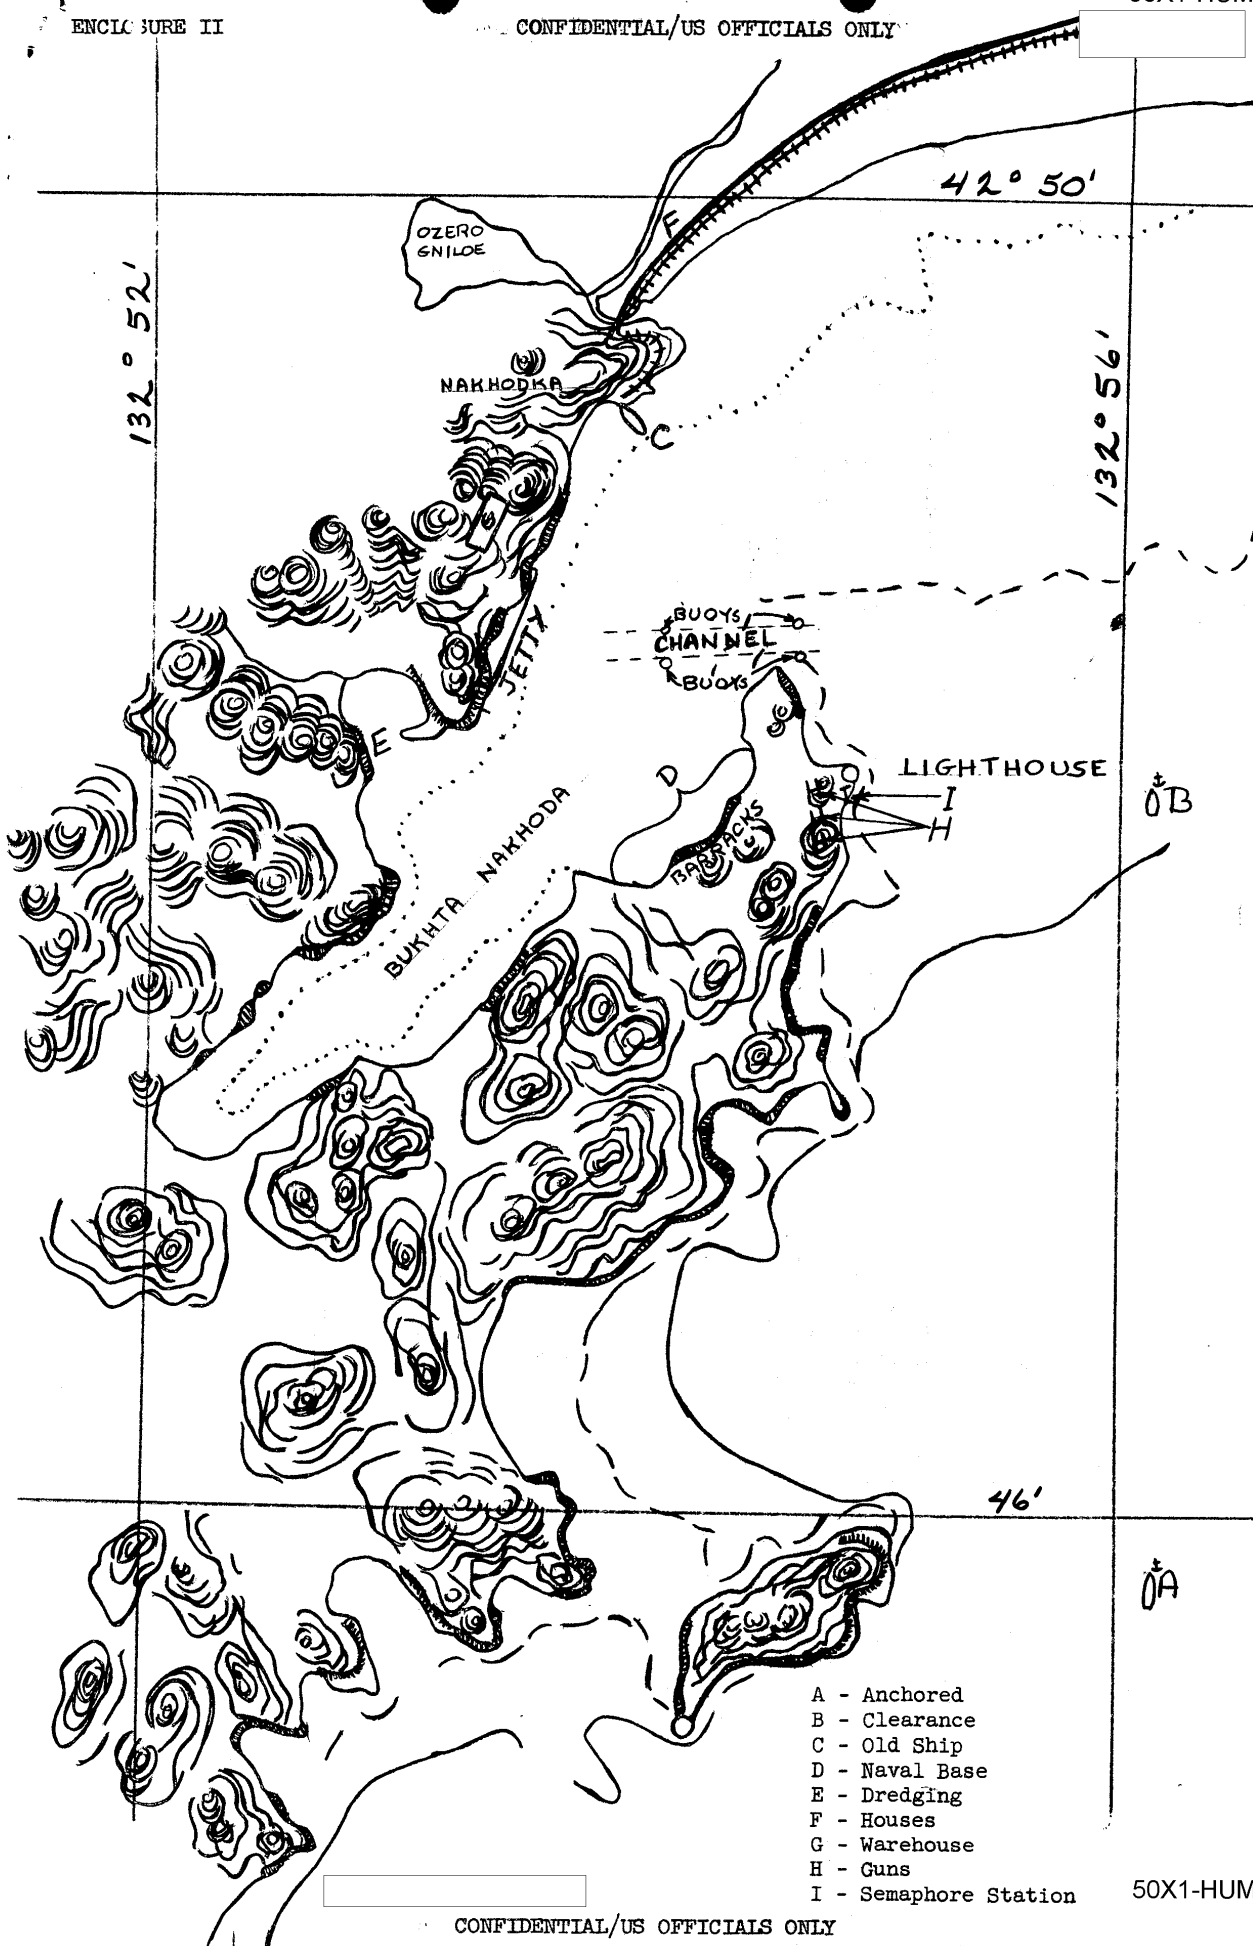 50X1-HUM
ENCLOSURE II
CONFIDENTIAL/US OFFICIALS ONLY
42° 50'
OZERO
GNILOE
F
132° 52'
132° 56'
NAKHODKA
C
G
BUOYS
CHANNEL
BUOYS
JETTY
E
D
LIGHTHOUSE
I
B
H
BARRACKS
BUKHTA NAKHODA
46'
A
A - Anchored
B - Clearance
C - Old Ship
D - Naval Base
E - Dredging
F - Houses
G - Warehouse
H - Guns
I - Semaphore Station
50X1-HUM
CONFIDENTIAL/US OFFICIALS ONLY